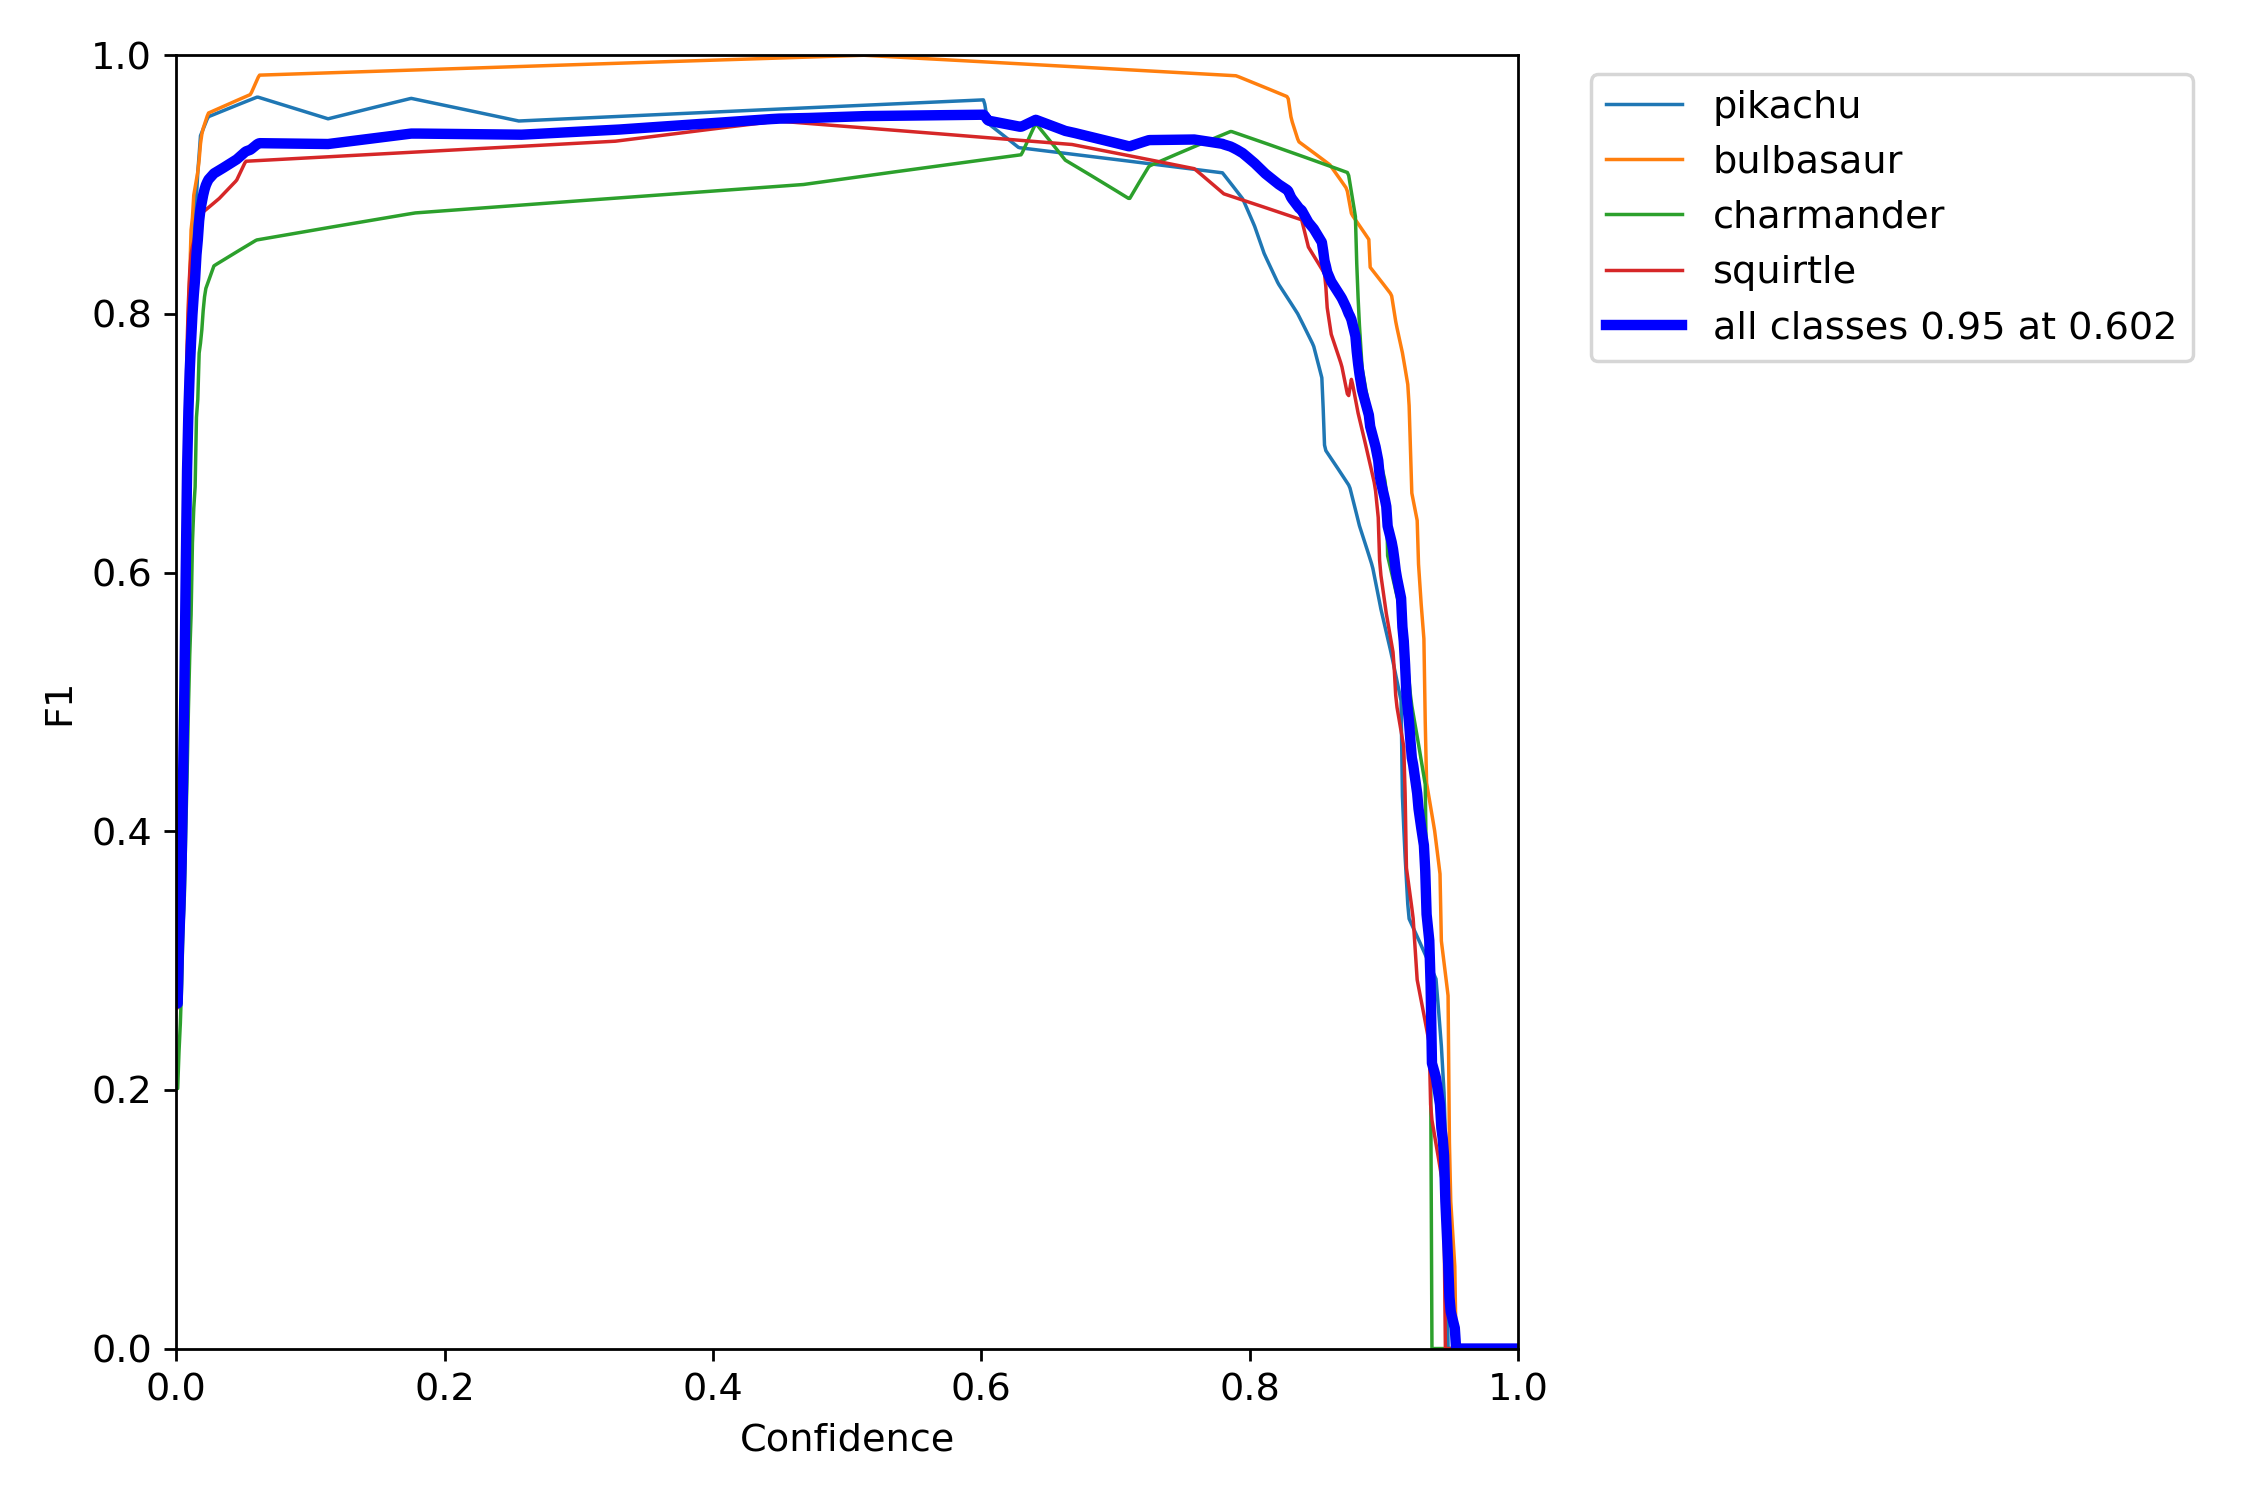 1.0
0.8
0.6
0.4
0.2
0.0
F1
0.0 0.2 0.4 0.6 0.8 1.0
Confidence
pikachu
bulbasaur
charmander
squirtle
all classes 0.95 at 0.602